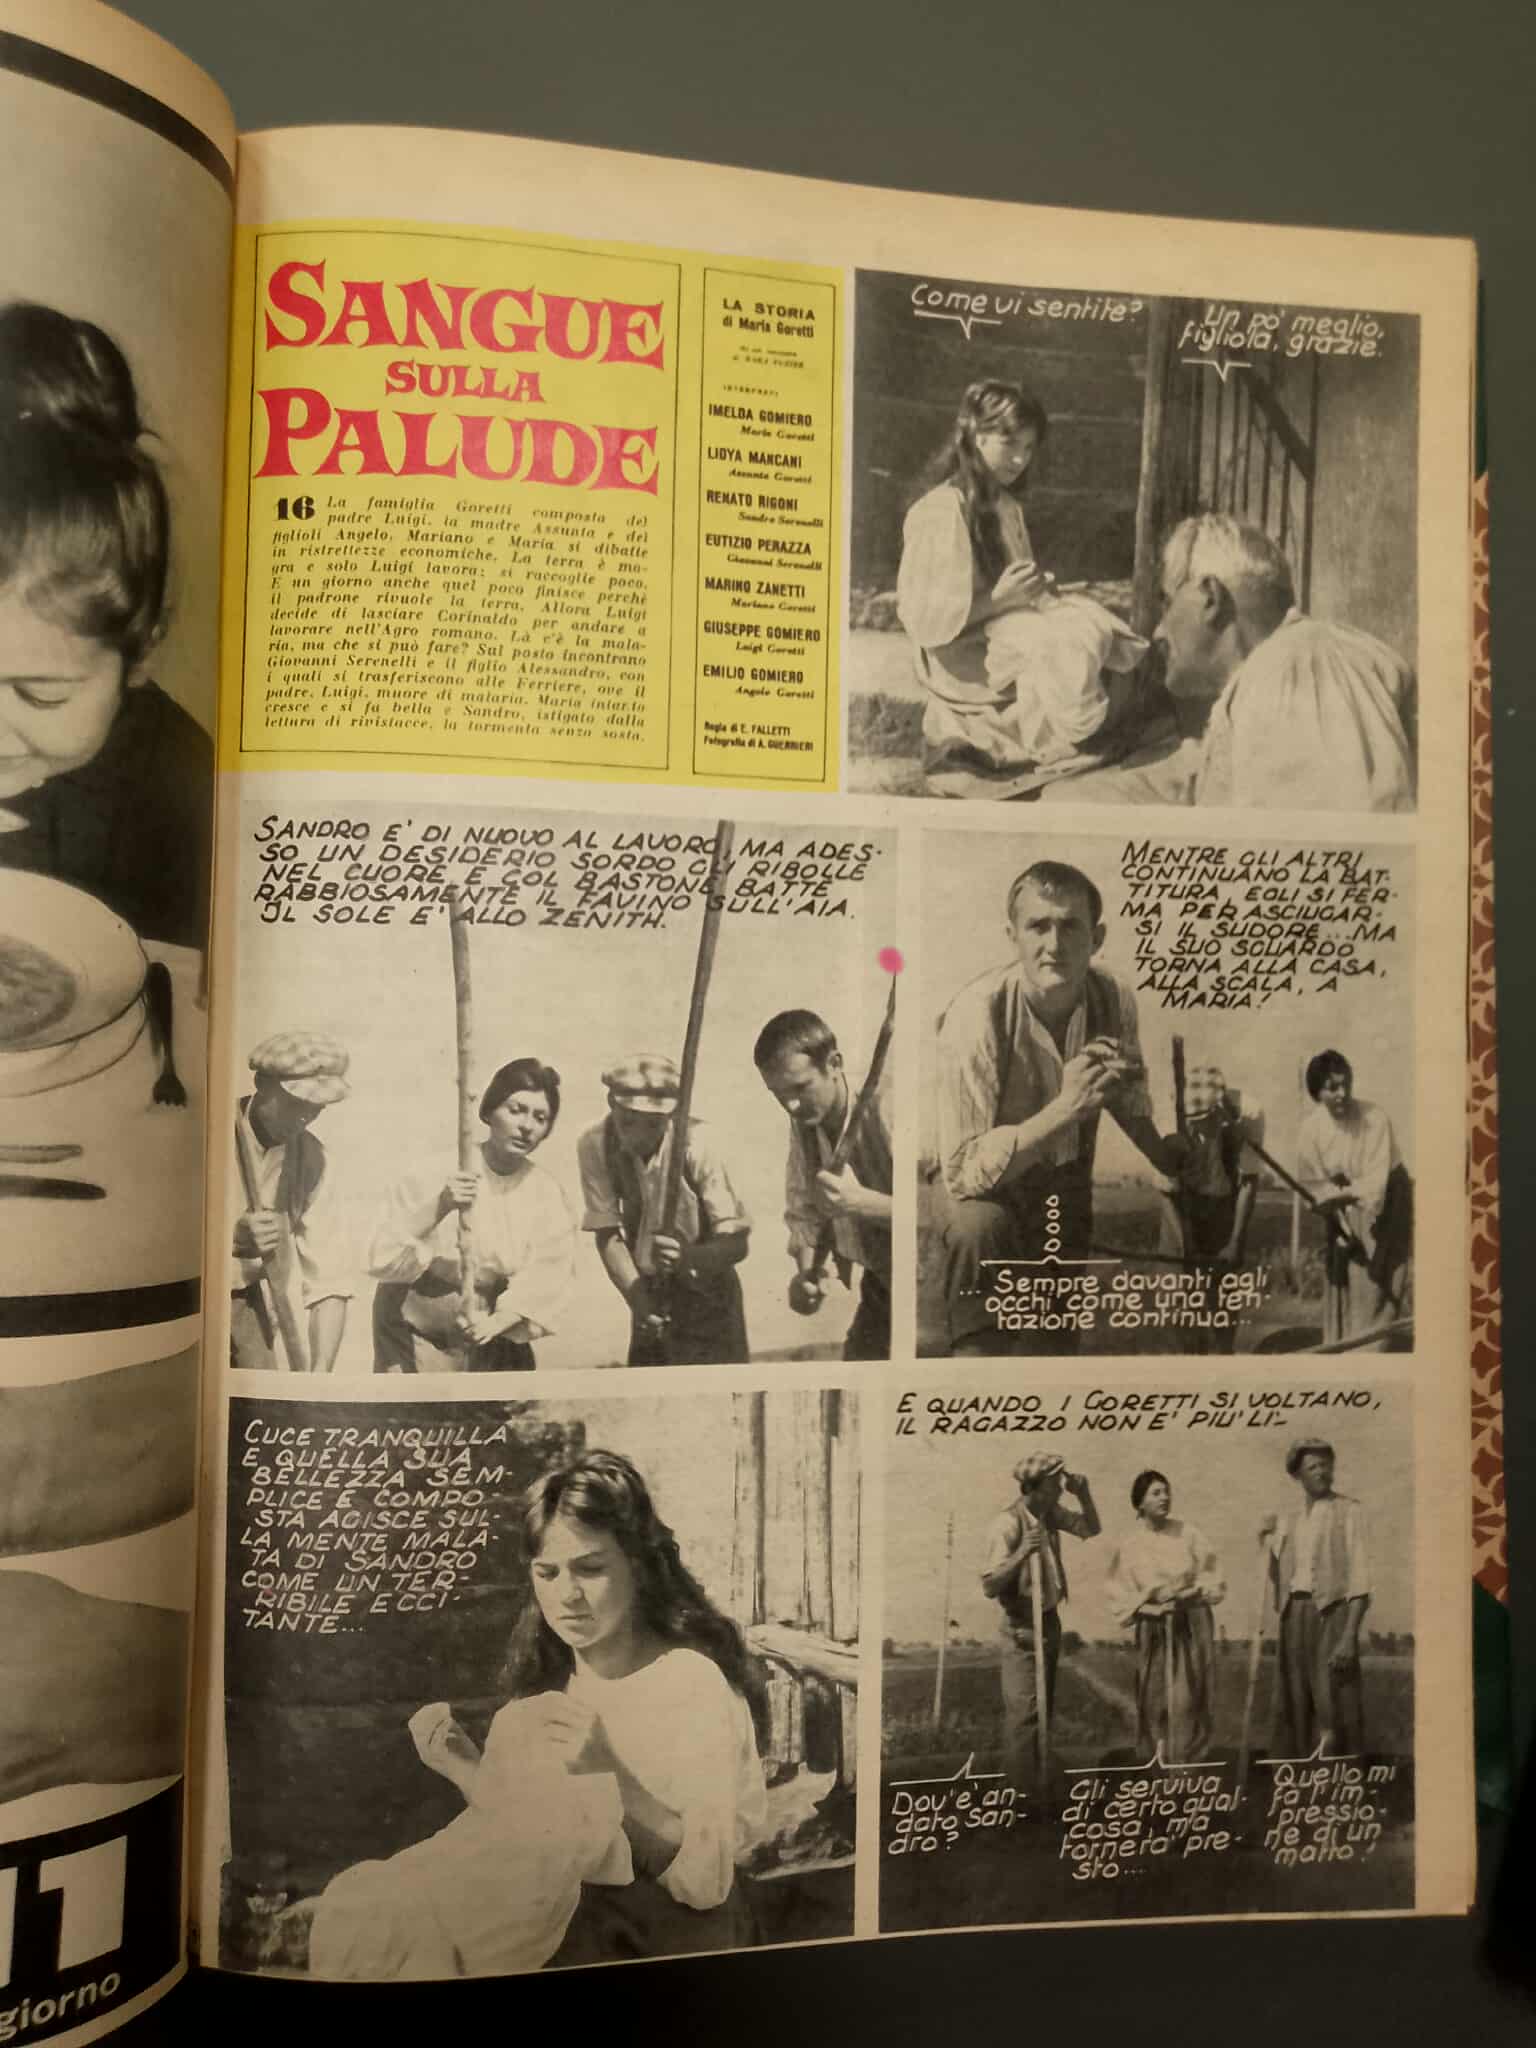 SANGUE
SULLA
PALUDE
16 La famiglia Goretti composta del
padre Luigi, la madre Assunta e dei
figlioli Angelo, Mariano e Maria si dibatte
in ristrettezze economiche. La terra è ma-
gra e solo Luigi lavora: si raccoglie poco.
E un giorno anche quel poco finisce perchè
il padrone rivuole la terra. Allora Luigi
decide di lasciare Corinaldo per andare a
lavorare nell'Agro romano. Là c'è la mala-
ria, ma che si può fare? Sul posto incontrano
Giovanni Serenelli e il figlio Alessandro, con
i quali si trasferiscono alle Ferriere, ove il
padre, Luigi, muore di malaria. Maria intanto
cresce e si fa bella e Sandro, istigato dalla
lettura di rivistacce, la tormenta senza sosta.
LA STORIA
di Maria Goretti
INTERPRETI
IMELDA GOMIERO
Maria Goretti
LIDYA MANCANI
Assunta Goretti
RENATO RIGONI
Sandro Serenelli
EUTIZIO PERAZZA
Giovanni Serenelli
MARINO ZANETTI
Mariano Goretti
GIUSEPPE GOMIERO
Luigi Goretti
EMILIO GOMIERO
Angelo Goretti
Regia di E. FALLETTI
Fotografia di A. GUERRIERI
Come vi sentite?
Un po' meglio,
figliola, grazie.
SANDRO E' DI NUOVO AL LAVORO, MA ADES-
SO UN DESIDERIO SORDO GLI RIBOLLE
NEL CUORE E COL BASTONE BATTE
RABBIOSAMENTE IL FAVINO SULL'AIA.
IL SOLE E' ALLO ZENITH.
MENTRE GLI ALTRI
CONTINUANO LA BAT-
TITURA, EGLI SI FER-
MA PER ASCIUGAR-
SI IL SUDORE... MA
IL SUO SGUARDO
TORNA ALLA CASA,
ALLA SCALA, A
MARIA!
... Sempre davanti agli
occhi come una ten-
tazione continua...
CUCE TRANQUILLA
E QUELLA SUA
BELLEZZA SEM-
PLICE E COMPO-
STA AGISCE SUL-
LA MENTE MALA-
TA DI SANDRO
COME UN TER-
RIBILE ECCI-
TANTE...
E QUANDO I GORETTI SI VOLTANO,
IL RAGAZZO NON E' PIU' LI'-
Dov'è an-
dato San-
dro?
Gli serviva
di certo qual-
cosa, ma
tornerà pre-
sto...
Quello mi
fa l'im-
pressio-
ne di un
matto!
giorno